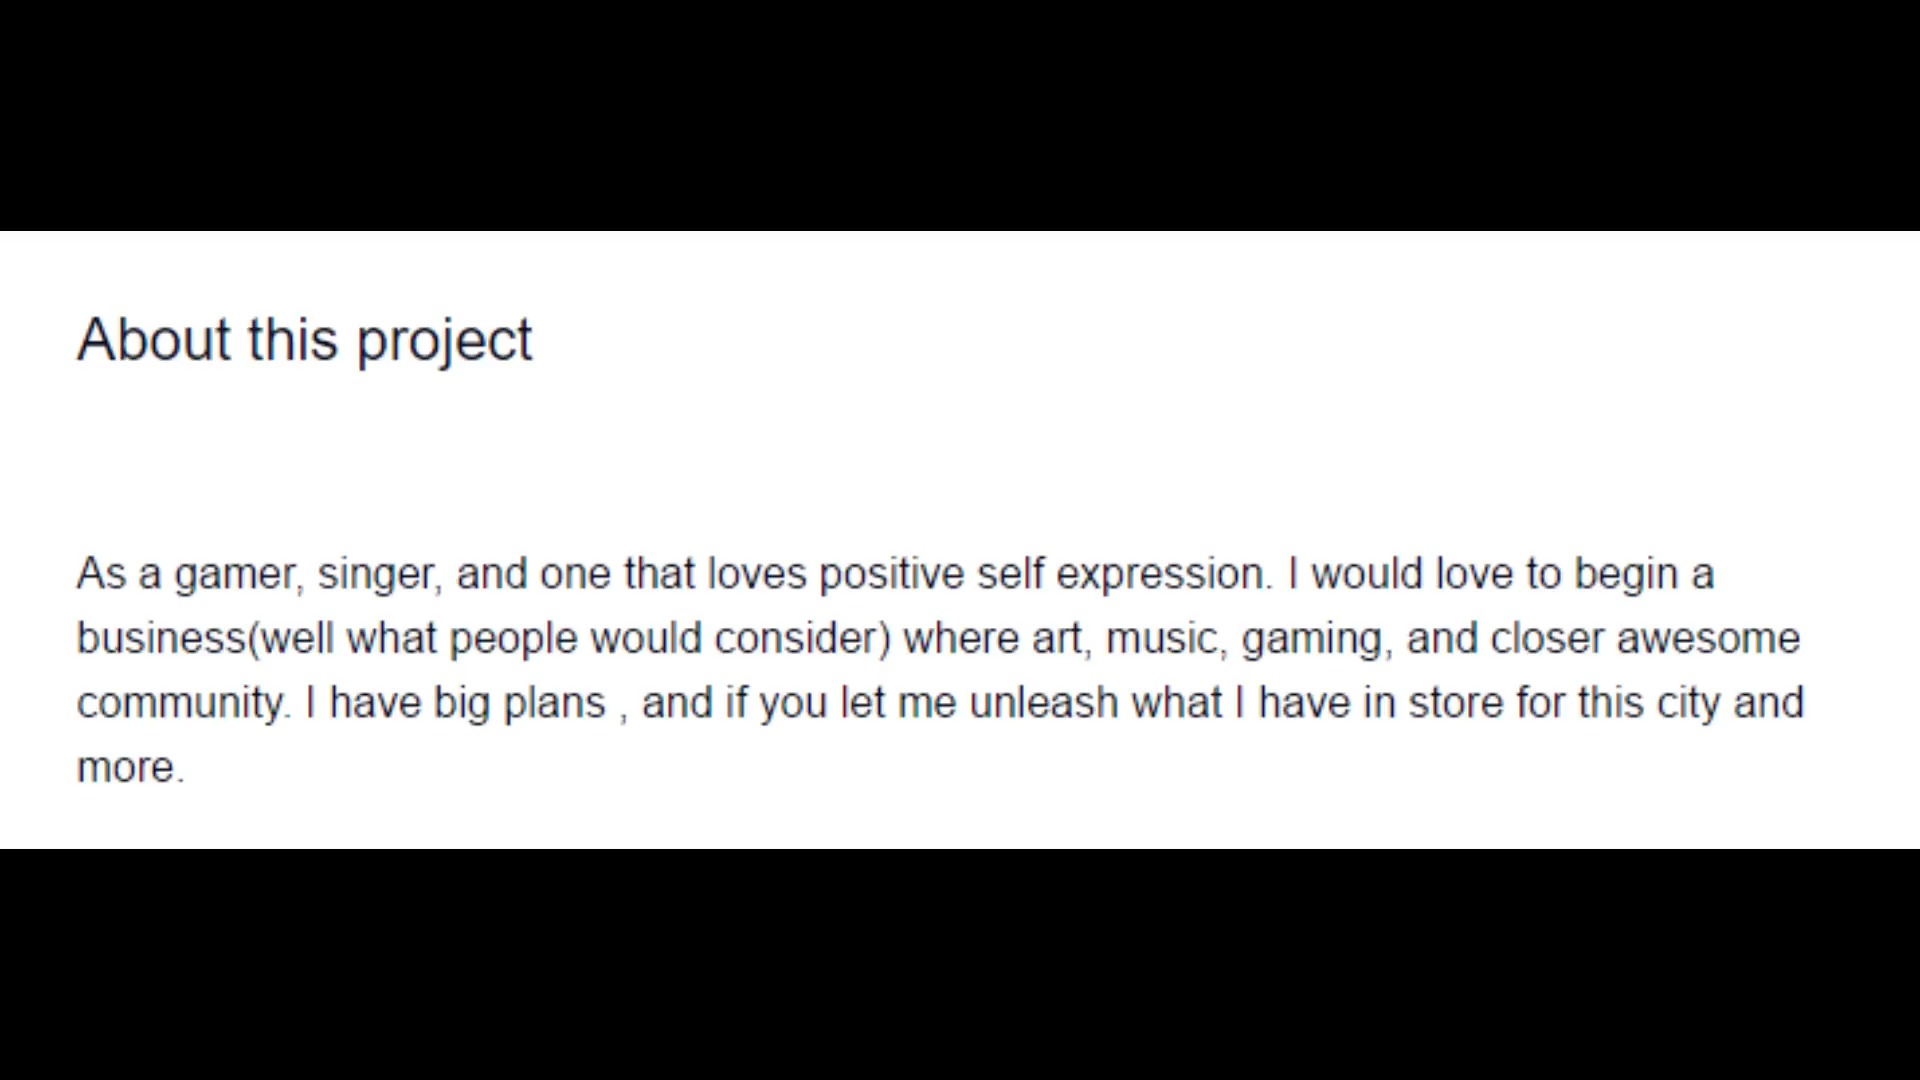 About this project
As a gamer, singer, and one that loves positive self expression. I would love to begin a
business(well what people would consider) where art, music, gaming, and closer awesome
community. I have big plans , and if you let me unleash what I have in store for this city and
more.